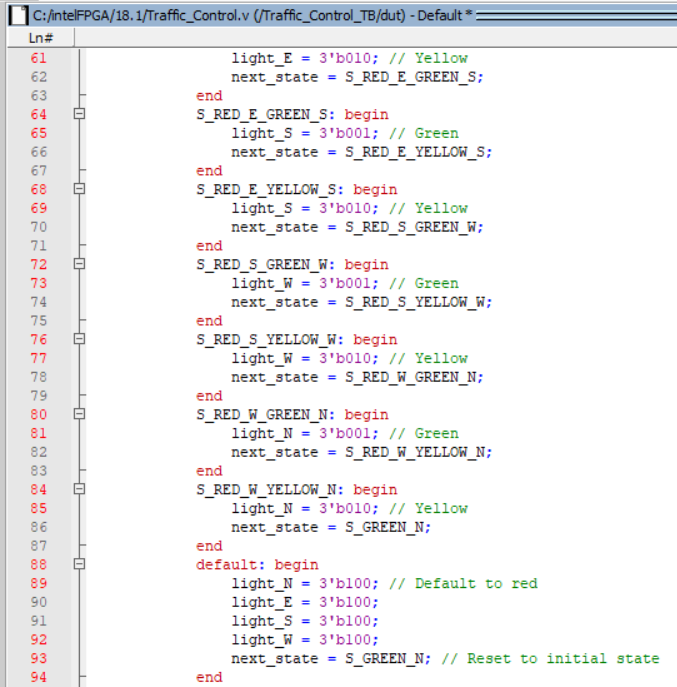 C:/intelFPGA/18.1/Traffic_Control.v (/Traffic_Control_TB/dut) - Default *
Ln#
61 light_E = 3'b010; // Yellow
62 next_state = S_RED_E_GREEN_S;
63 end
64 S_RED_E_GREEN_S: begin
65 light_S = 3'b001; // Green
66 next_state = S_RED_E_YELLOW_S;
67 end
68 S_RED_E_YELLOW_S: begin
69 light_S = 3'b010; // Yellow
70 next_state = S_RED_S_GREEN_W;
71 end
72 S_RED_S_GREEN_W: begin
73 light_W = 3'b001; // Green
74 next_state = S_RED_S_YELLOW_W;
75 end
76 S_RED_S_YELLOW_W: begin
77 light_W = 3'b010; // Yellow
78 next_state = S_RED_W_GREEN_N;
79 end
80 S_RED_W_GREEN_N: begin
81 light_N = 3'b001; // Green
82 next_state = S_RED_W_YELLOW_N;
83 end
84 S_RED_W_YELLOW_N: begin
85 light_N = 3'b010; // Yellow
86 next_state = S_GREEN_N;
87 end
88 default: begin
89 light_N = 3'b100; // Default to red
90 light_E = 3'b100;
91 light_S = 3'b100;
92 light_W = 3'b100;
93 next_state = S_GREEN_N; // Reset to initial state
94 end